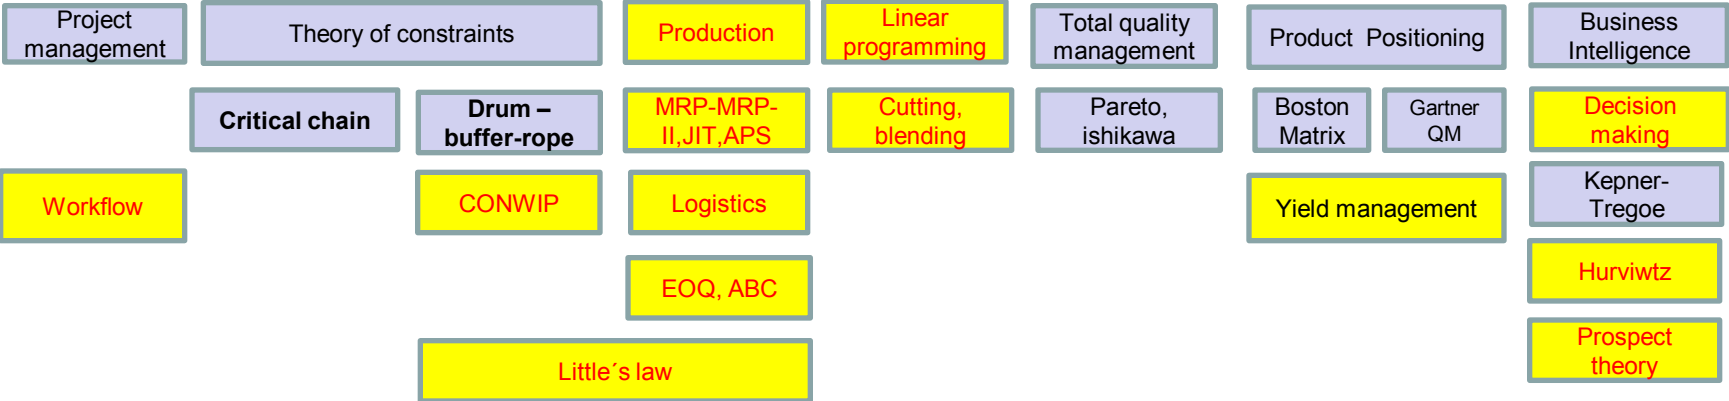 Project
management
Theory of constraints
Production
Linear
programming
Total quality
management
Product Positioning
Business
Intelligence
Critical chain
Drum –
buffer-rope
MRP-MRP-
II,JIT,APS
Cutting,
blending
Pareto,
ishikawa
Boston
Matrix
Gartner
QM
Decision
making
Workflow
CONWIP
Logistics
Yield management
Kepner-
Tregoe
EOQ, ABC
Hurviwtz
Little´s law
Prospect
theory